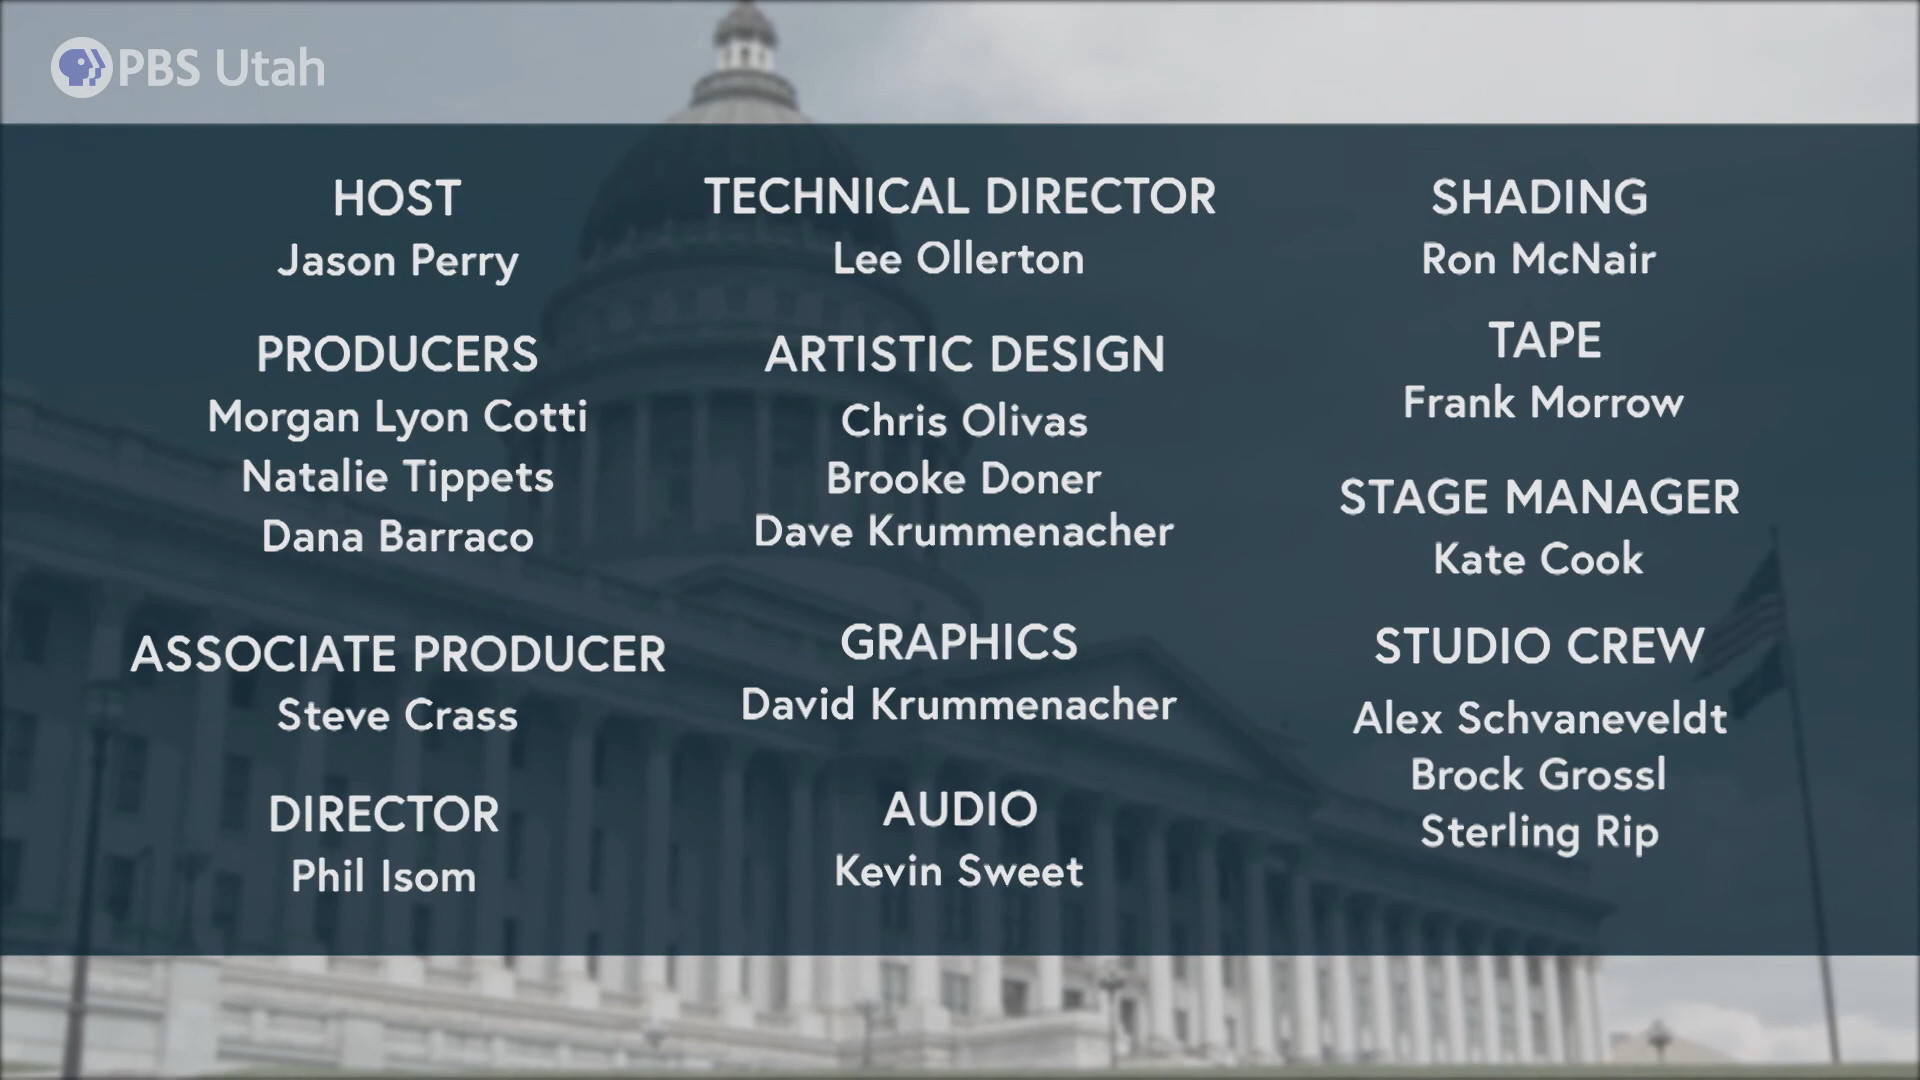 PBS Utah
HOST
Jason Perry
PRODUCERS
Morgan Lyon Cotti
Natalie Tippets
Dana Barraco
ASSOCIATE PRODUCER
Steve Crass
DIRECTOR
Phil Isom
TECHNICAL DIRECTOR
Lee Ollerton
ARTISTIC DESIGN
Chris Olivas
Brooke Doner
Dave Krummenacher
GRAPHICS
David Krummenacher
AUDIO
Kevin Sweet
SHADING
Ron McNair
TAPE
Frank Morrow
STAGE MANAGER
Kate Cook
STUDIO CREW
Alex Schvaneveldt
Brock Grossl
Sterling Rip